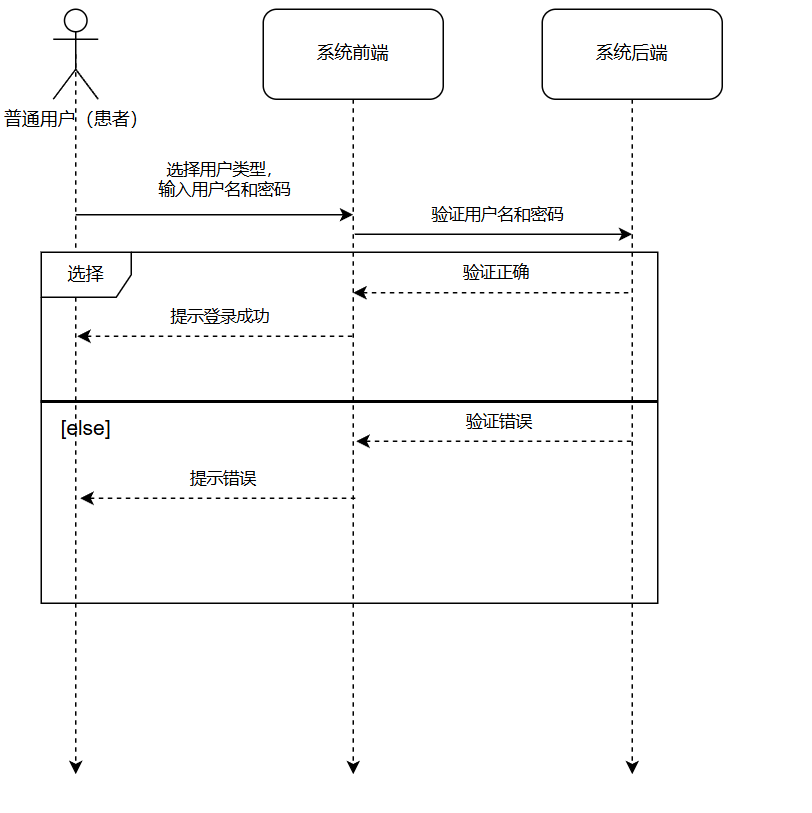 系统前端
系统后端
普通用户（患者）
选择用户类型，
输入用户名和密码
验证用户名和密码
选择
验证正确
提示登录成功
[else]
验证错误
提示错误